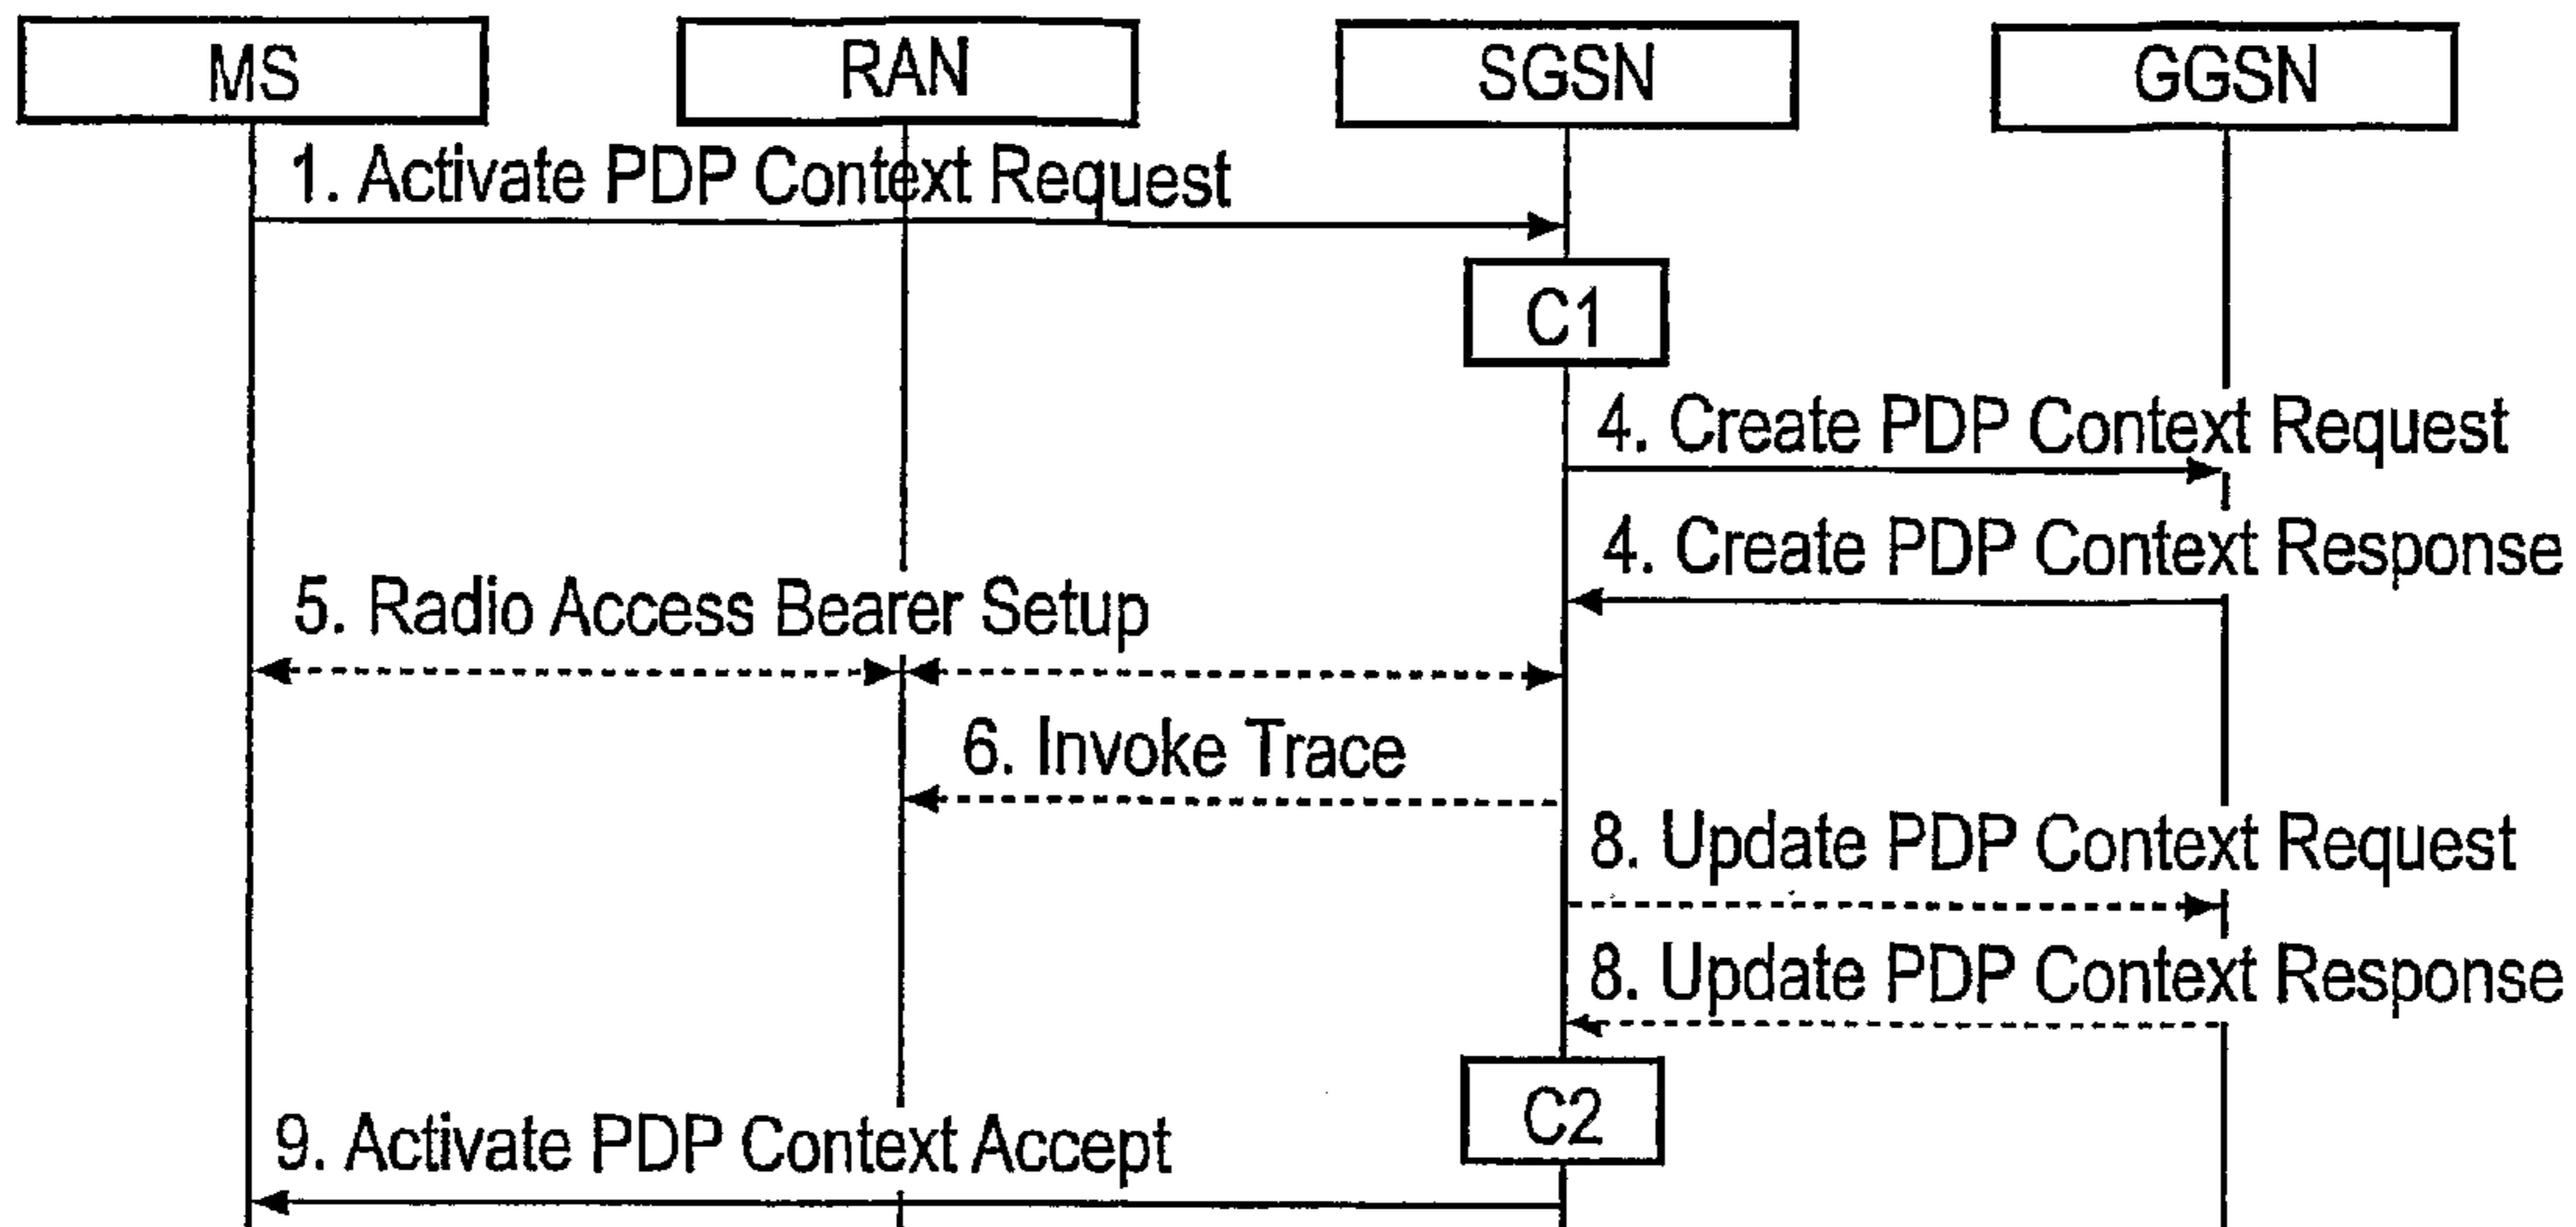 MS
RAN
SGSN
GGSN
1. Activate PDP Context Request
C1
4. Create PDP Context Request
4. Create PDP Context Response
5. Radio Access Bearer Setup
6. Invoke Trace
8. Update PDP Context Request
8. Update PDP Context Response
C2
9. Activate PDP Context Accept